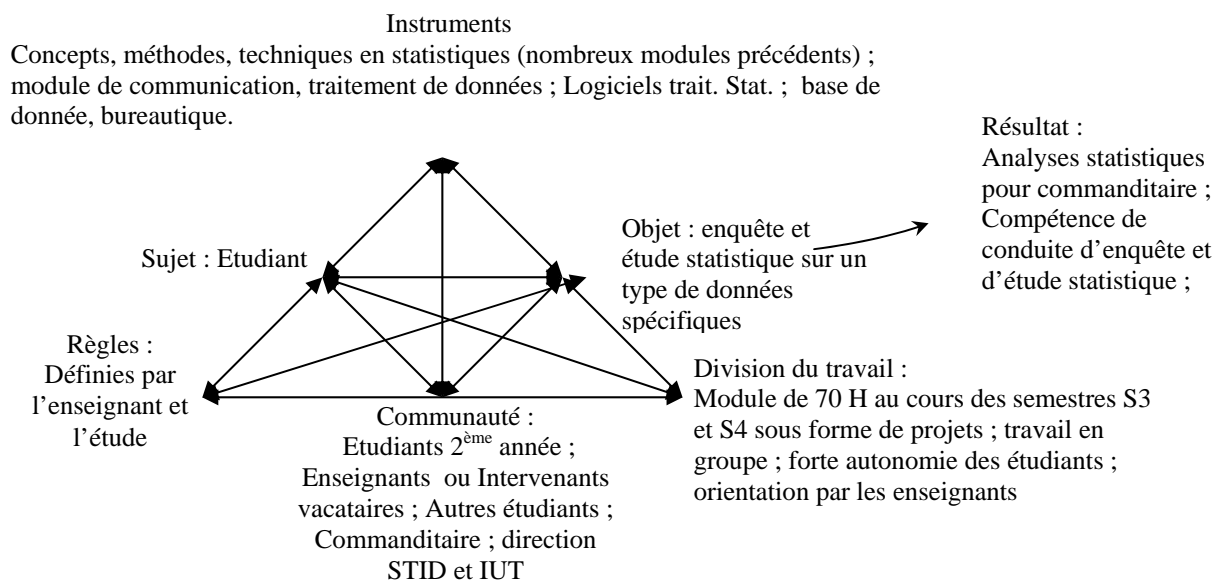 Instruments
Concepts, méthodes, techniques en statistiques (nombreux modules précédents) ;
module de communication, traitement de données ; Logiciels trait. Stat. ; base de
donnée, bureautique.
Résultat :
Analyses statistiques
pour commanditaire ;
Compétence de
conduite d’enquête et
d’étude statistique ;
Sujet : Etudiant
Objet : enquête et
étude statistique sur un
type de données
spécifiques
Règles :
Définies par
l’enseignant et
l’étude
Communauté :
Etudiants 2ème année ;
Enseignants ou Intervenants
vacataires ; Autres étudiants ;
Commanditaire ; direction
STID et IUT
Division du travail :
Module de 70 H au cours des semestres S3
et S4 sous forme de projets ; travail en
groupe ; forte autonomie des étudiants ;
orientation par les enseignants